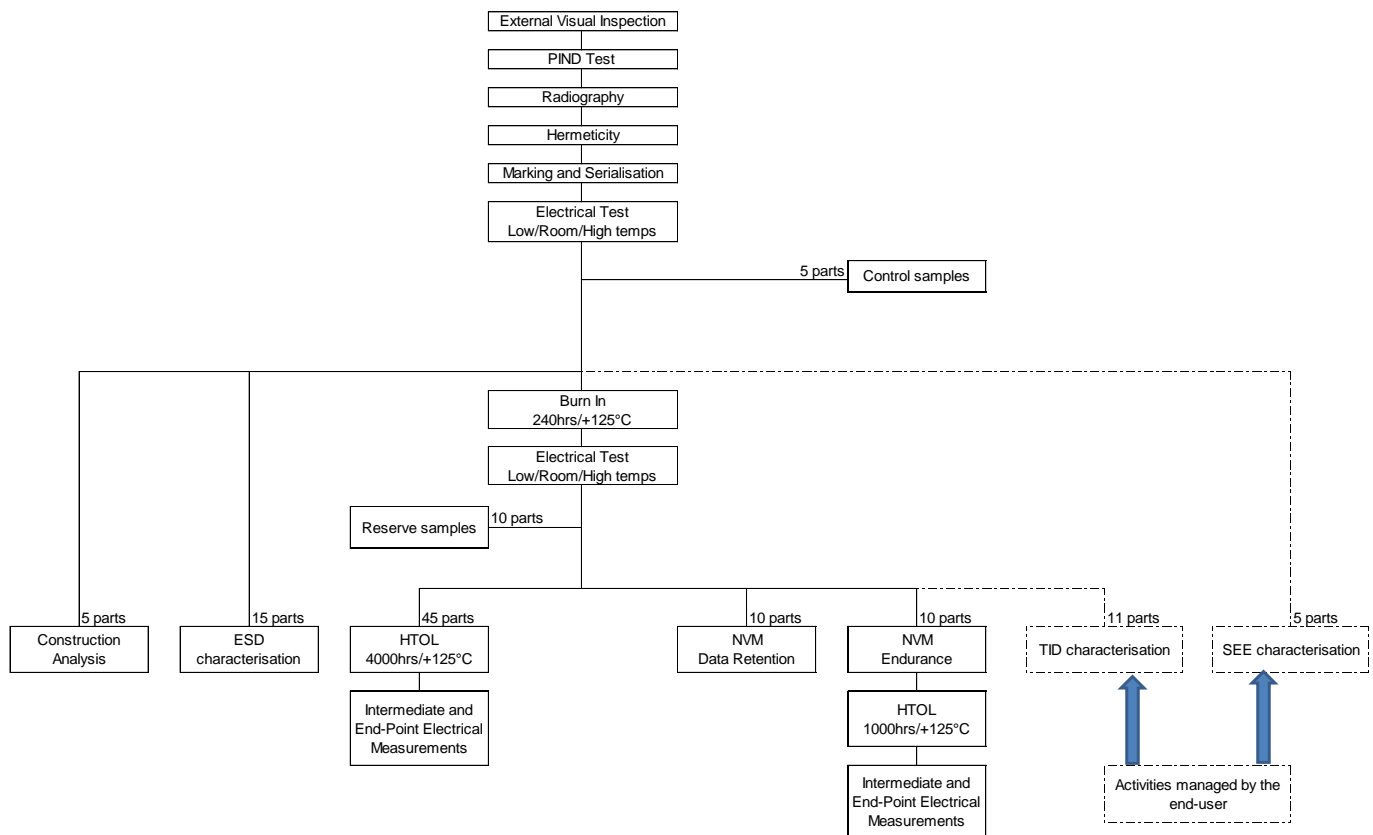 External Visual Inspection
PIND Test
Radiography
Hermeticity
Marking and Serialisation
Electrical Test
Low/Room/High temps
5 parts
Control samples
Burn In
240hrs/+125°C
Electrical Test
Low/Room/High temps
Reserve samples
10 parts
5 parts
Construction
Analysis
15 parts
ESD
characterisation
45 parts
HTOL
4000hrs/+125°C
Intermediate and
End-Point Electrical
Measurements
10 parts
NVM
Data Retention
10 parts
NVM
Endurance
HTOL
1000hrs/+125°C
Intermediate and
End-Point Electrical
Measurements
11 parts
TID characterisation
5 parts
SEE characterisation
Activities managed by the
end-user